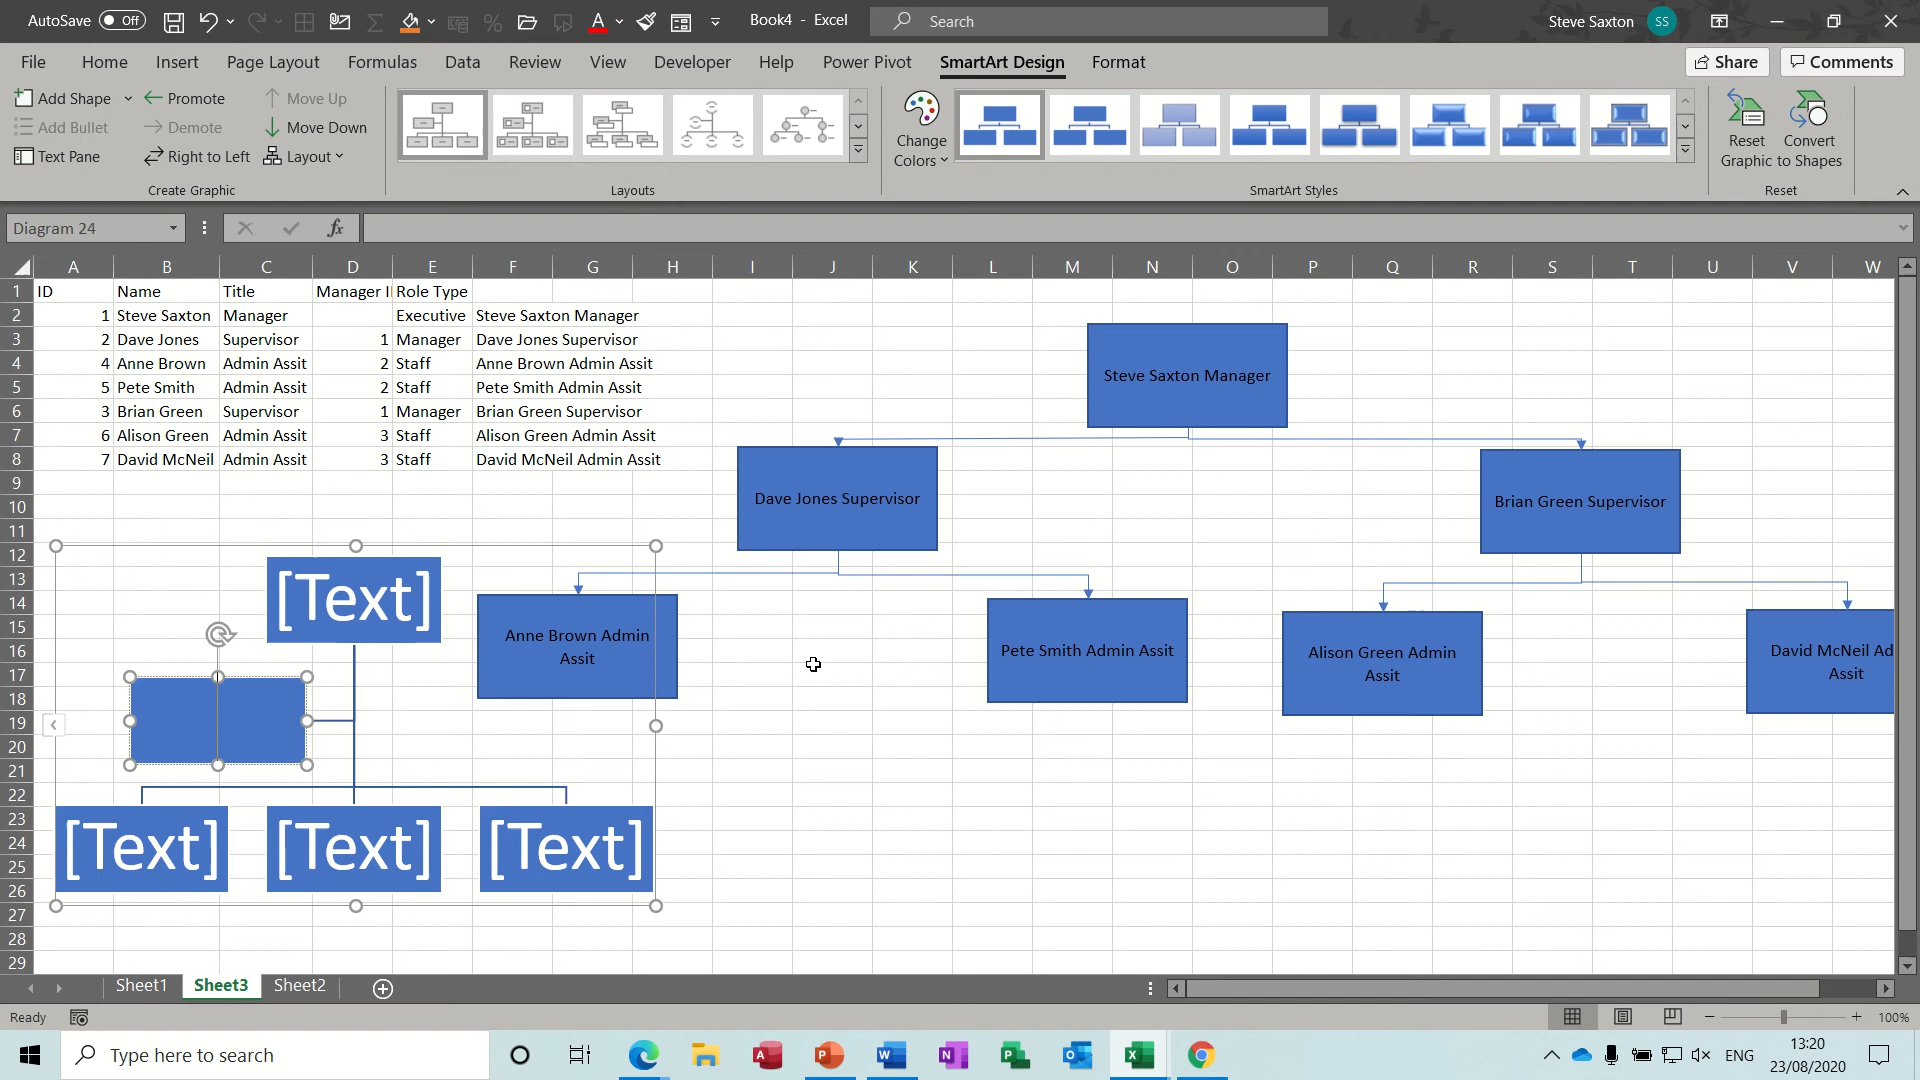 AutoSave Off Book4 - Excel Search Steve Saxton SS
File Home Insert Page Layout Formulas Data Review View Developer Help Power Pivot SmartArt Design Format Share Comments
Add Shape Promote Move Up
Add Bullet Demote Move Down
Text Pane Right to Left Layout
Create Graphic
Layouts
Change
Colors
SmartArt Styles
Reset
Graphic
Convert
to Shapes
Reset
Diagram 24 fx
A B C D E F G H I J K L M N O P Q R S T U V W
1 ID Name Title Manager I Role Type
2 1 Steve Saxton Manager Executive Steve Saxton Manager
3 2 Dave Jones Supervisor 1 Manager Dave Jones Supervisor
4 4 Anne Brown Admin Assit 2 Staff Anne Brown Admin Assit
5 5 Pete Smith Admin Assit 2 Staff Pete Smith Admin Assit
6 3 Brian Green Supervisor 1 Manager Brian Green Supervisor
7 6 Alison Green Admin Assit 3 Staff Alison Green Admin Assit
8 7 David McNeil Admin Assit 3 Staff David McNeil Admin Assit
9
10
11
12
13
14
15
16
17
18
19
20
21
22
23
24
25
26
27
28
29
Steve Saxton Manager
Dave Jones Supervisor
Brian Green Supervisor
Anne Brown Admin
Assit
Pete Smith Admin Assit
Alison Green Admin
Assit
David McNeil Ad
Assit
[Text]
[Text] [Text] [Text]
Sheet1 Sheet3 Sheet2
Ready 100%
Type here to search ENG 13:20
23/08/2020